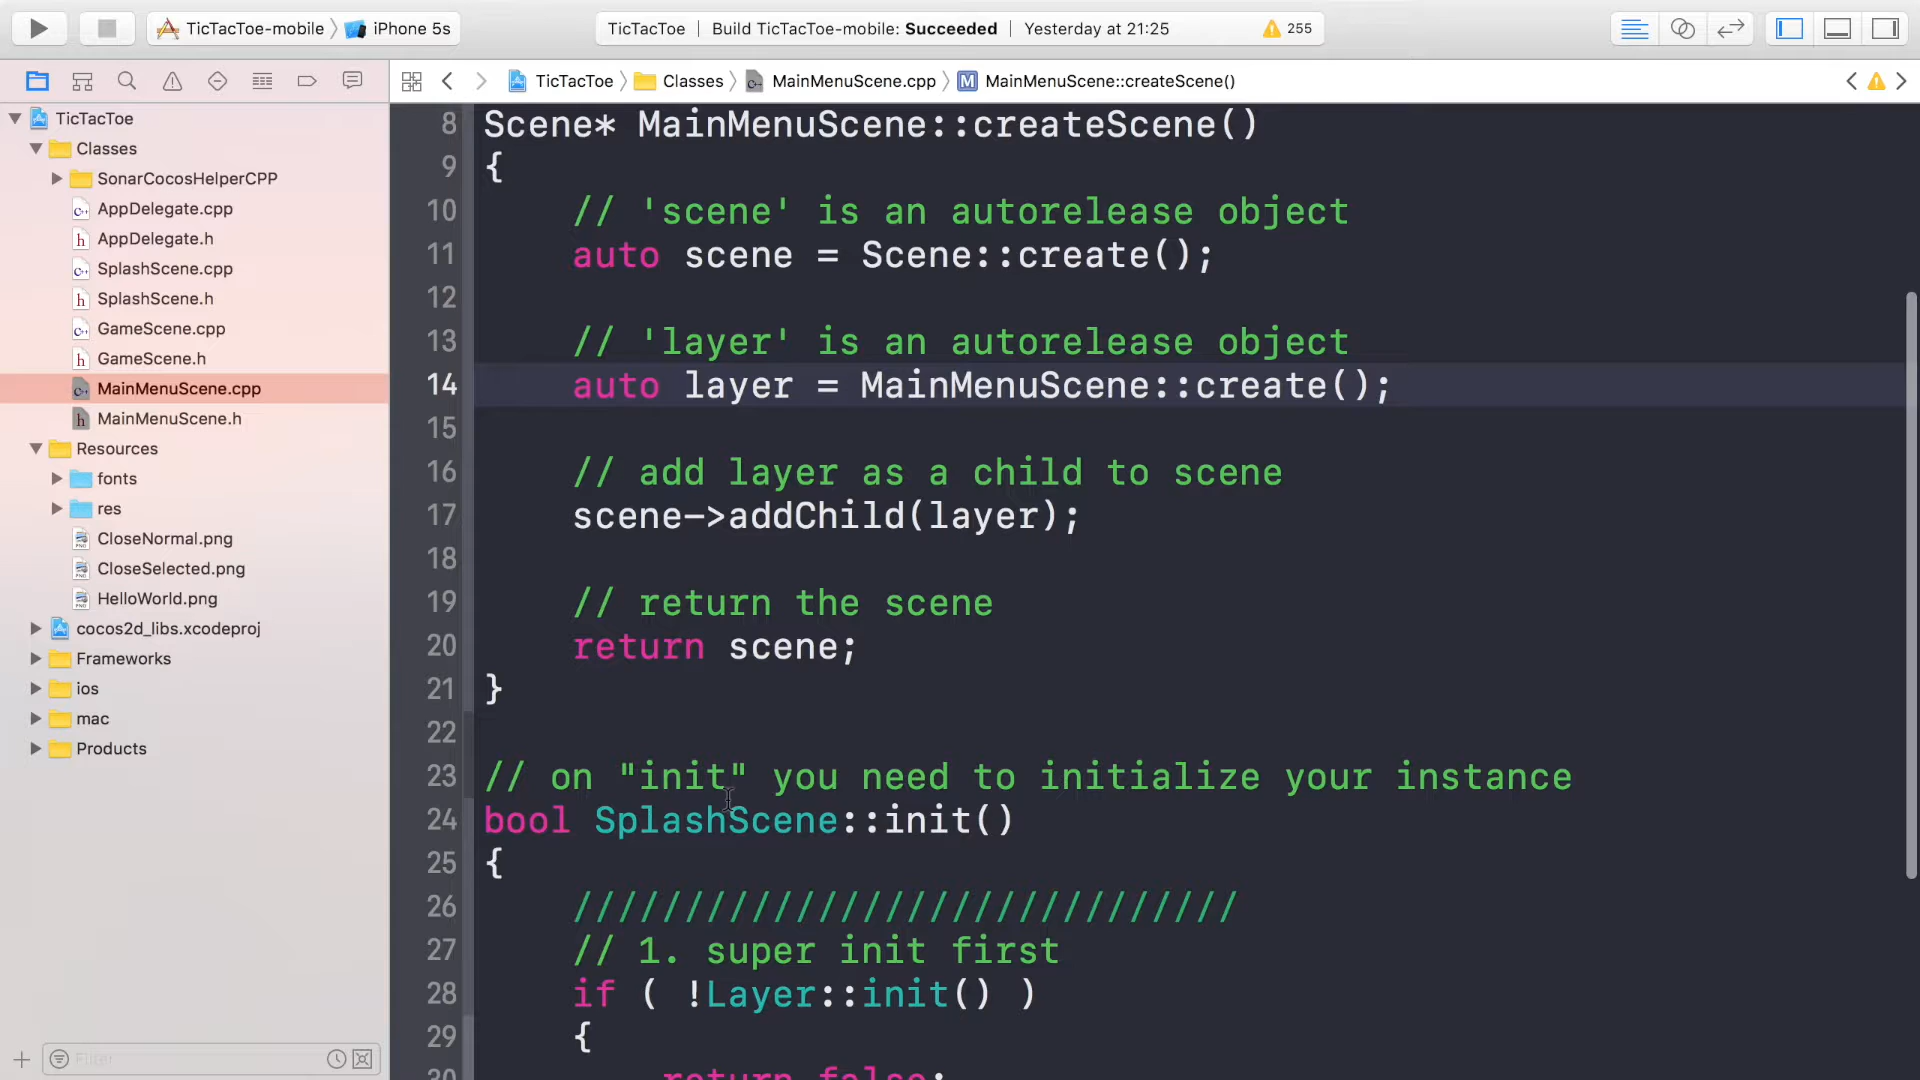 TicTacToe-mobile
iPhone 5s
TicTacToe
Build TicTacToe-mobile: Succeeded
Yesterday at 21:25
255
TicTacToe
Classes
MainMenuScene.cpp
M
MainMenuScene::createScene()
TicTacToe
Classes
SonarCocosHelperCPP
AppDelegate.cpp
AppDelegate.h
SplashScene.cpp
SplashScene.h
GameScene.cpp
GameScene.h
MainMenuScene.cpp
MainMenuScene.h
Resources
fonts
res
CloseNormal.png
CloseSelected.png
HelloWorld.png
cocos2d_libs.xcodeproj
Frameworks
ios
mac
Products
Filter
8 Scene* MainMenuScene::createScene()
9 {
10 // 'scene' is an autorelease object
11 auto scene = Scene::create();
12
13 // 'layer' is an autorelease object
14 auto layer = MainMenuScene::create();
15
16 // add layer as a child to scene
17 scene->addChild(layer);
18
19 // return the scene
20 return scene;
21 }
22
23 // on "init" you need to initialize your instance
24 bool SplashScene::init()
25 {
26 //////////////////////////////
27 // 1. super init first
28 if ( !Layer::init() )
29 {
30 return false;